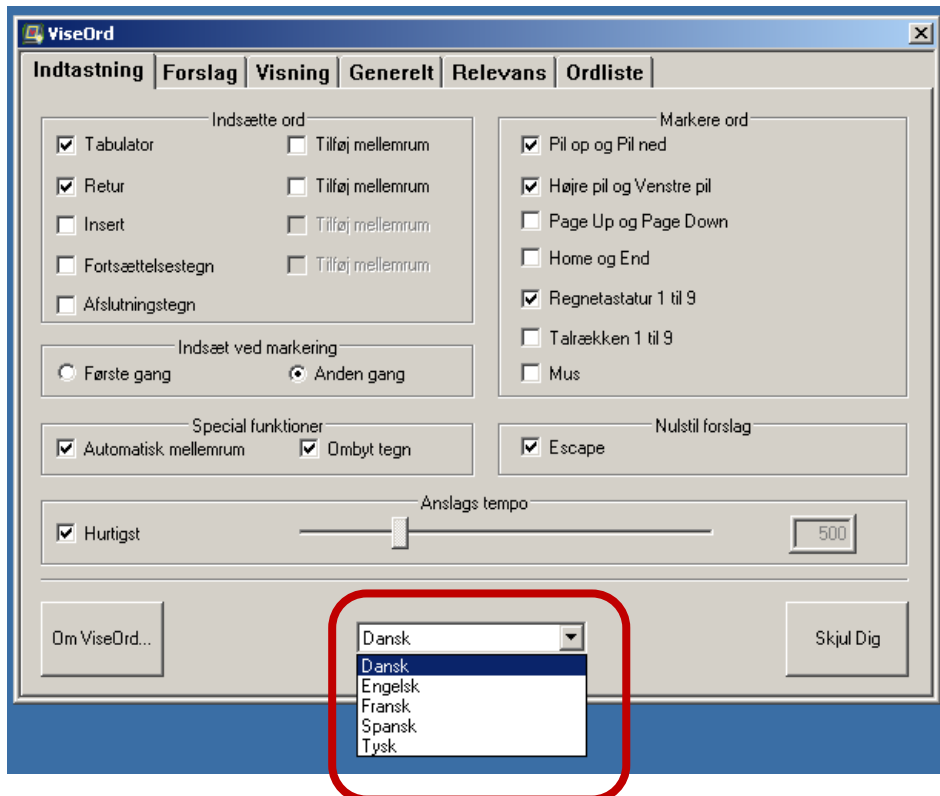 ViseOrd
Indtastning Forslag Visning Generelt Relevans Ordliste
Indsætte ord
Tabulator Tilføj mellemrum
Retur Tilføj mellemrum
Insert Tilføj mellemrum
Fortsættelsestegn Tilføj mellemrum
Afslutningstegn
Markere ord
Pil op og Pil ned
Højre pil og Venstre pil
Page Up og Page Down
Home og End
Regnetastatur 1 til 9
Talrækken 1 til 9
Mus
Indsæt ved markering
Første gang Anden gang
Special funktioner
Automatisk mellemrum Ombyt tegn
Nulstil forslag
Escape
Anslags tempo
Hurtigst 500
Om ViseOrd... Dansk Skjul Dig
Dansk
Engelsk
Fransk
Spansk
Tysk